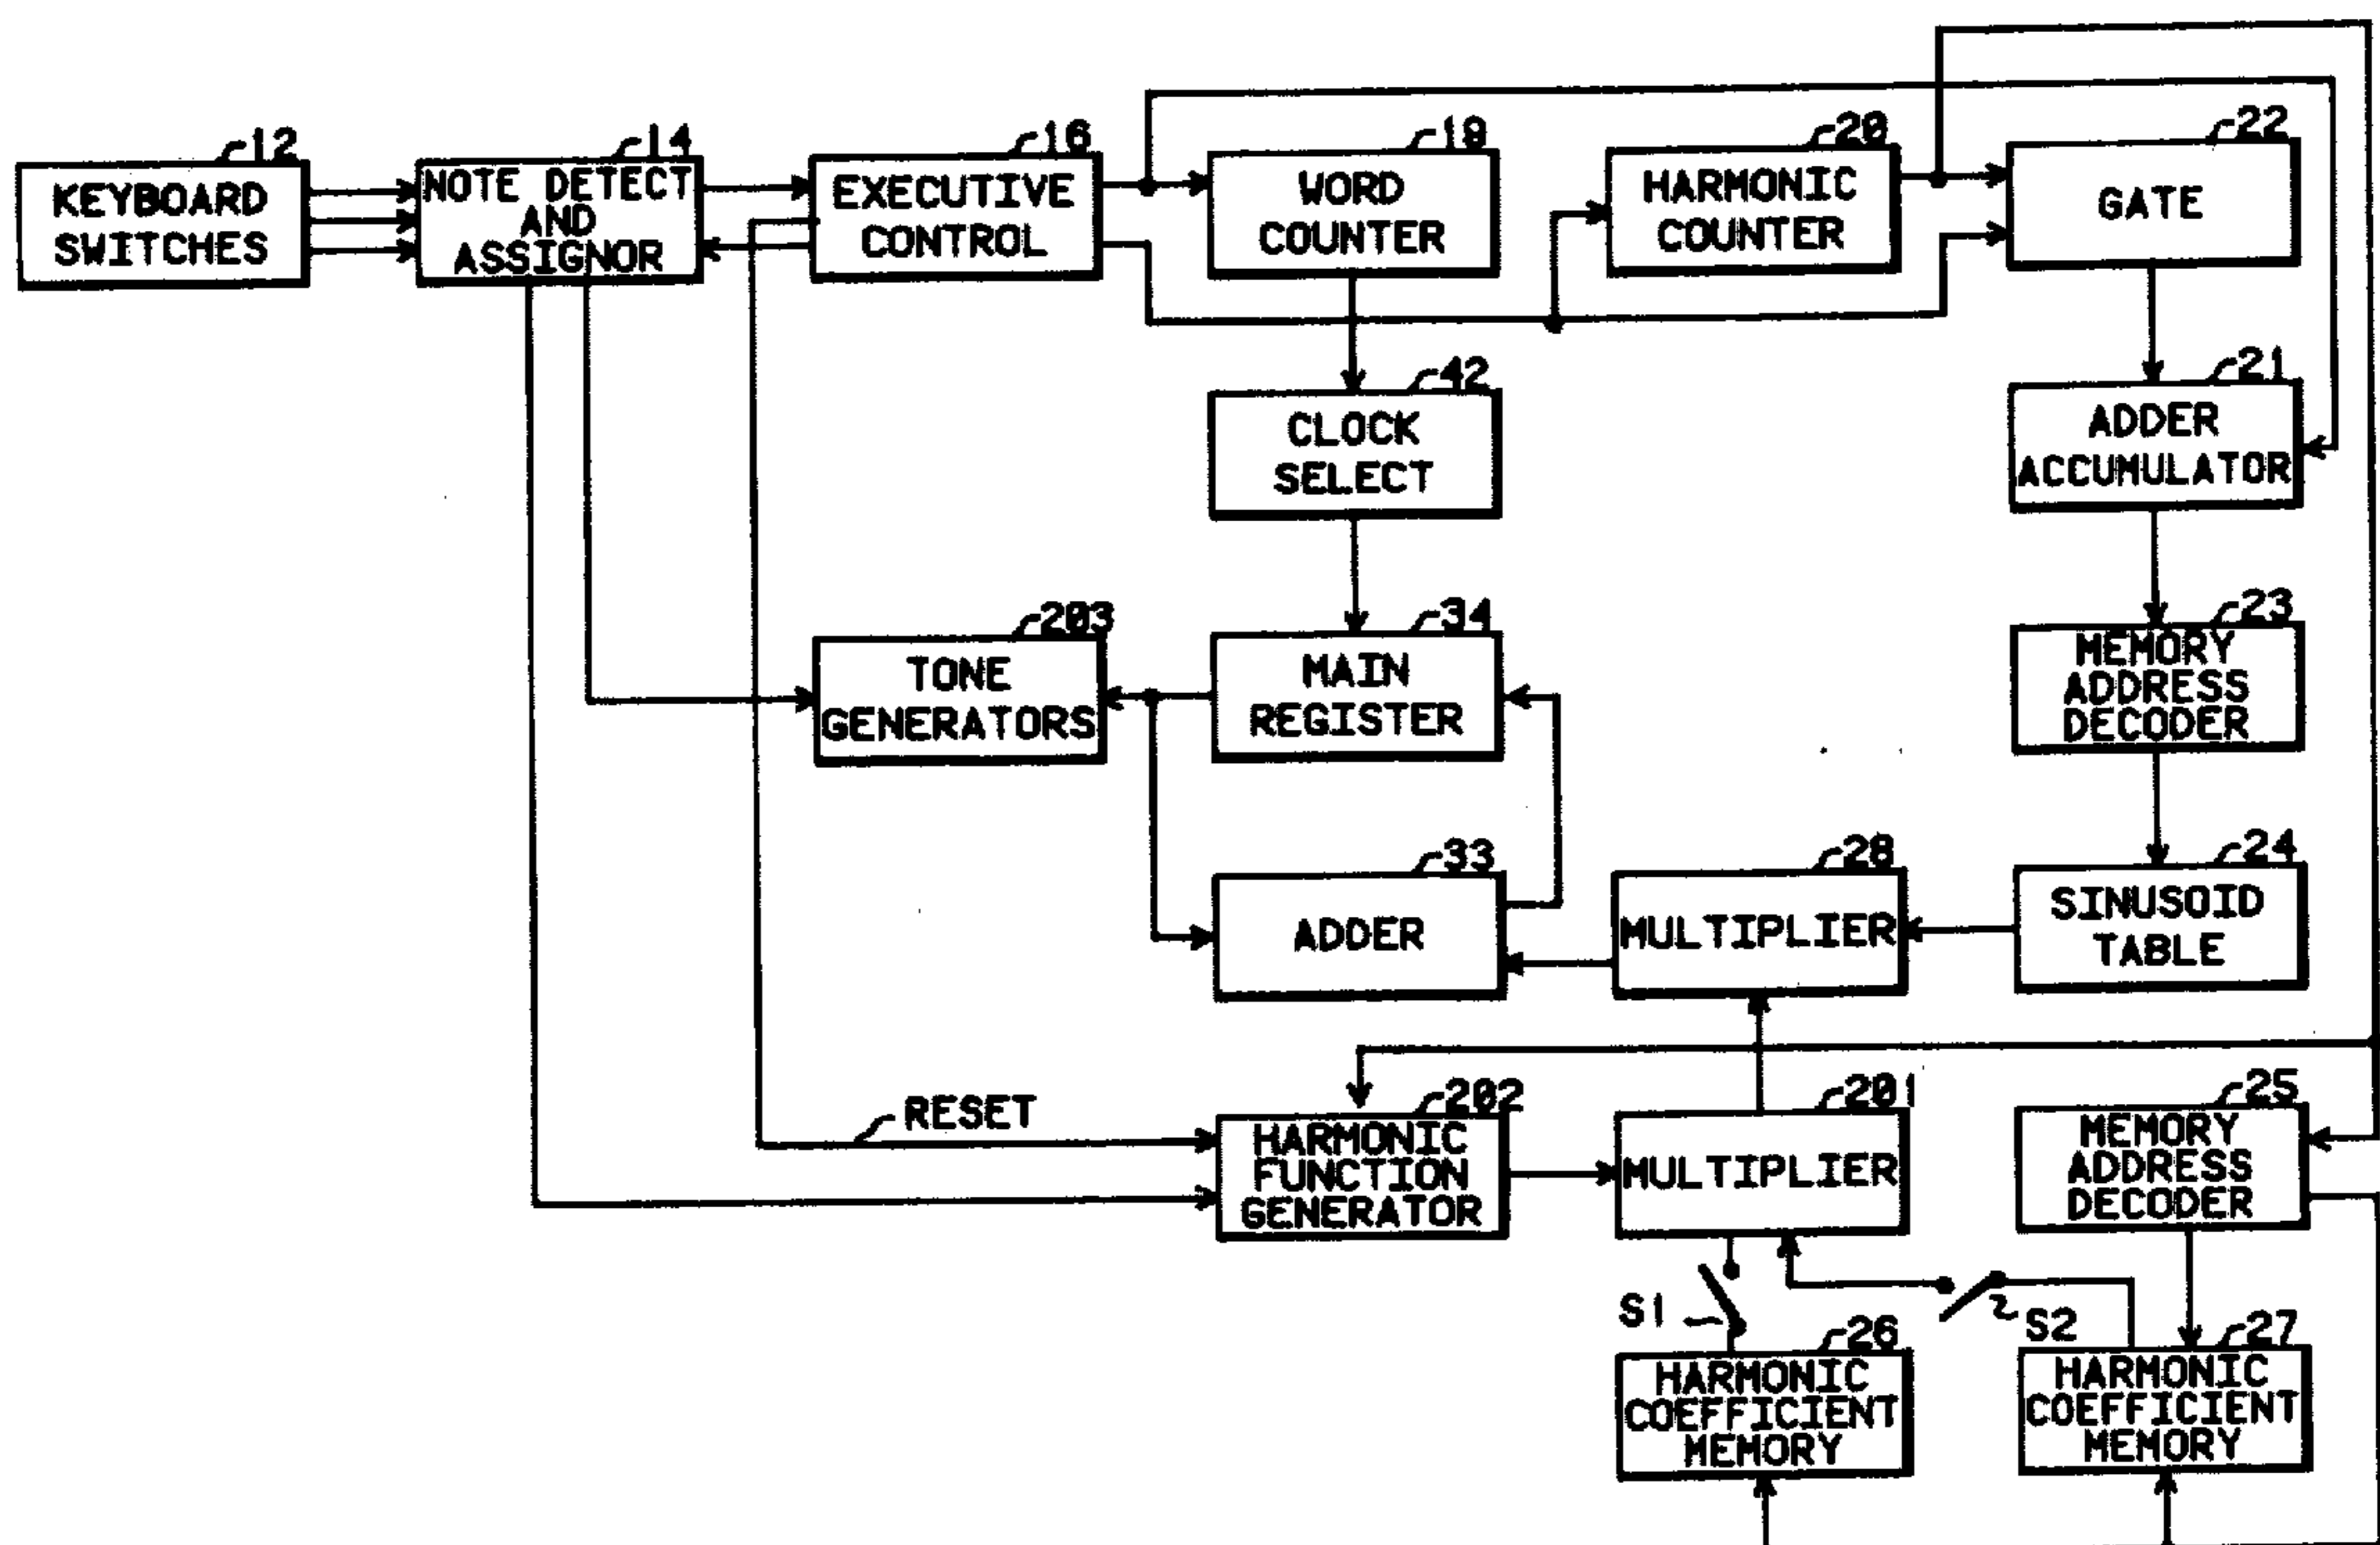 12
KEYBOARD
SWITCHES
14
NOTE DETECT
AND
ASSIGNOR
16
EXECUTIVE
CONTROL
19
WORD
COUNTER
20
HARMONIC
COUNTER
22
GATE
42
CLOCK
SELECT
21
ADDER
ACCUMULATOR
203
TONE
GENERATORS
34
MAIN
REGISTER
23
MEMORY
ADDRESS
DECODER
33
ADDER
28
MULTIPLIER
24
SINUSOID
TABLE
RESET
202
HARMONIC
FUNCTION
GENERATOR
201
MULTIPLIER
25
MEMORY
ADDRESS
DECODER
S1
S2
26
HARMONIC
COEFFICIENT
MEMORY
27
HARMONIC
COEFFICIENT
MEMORY